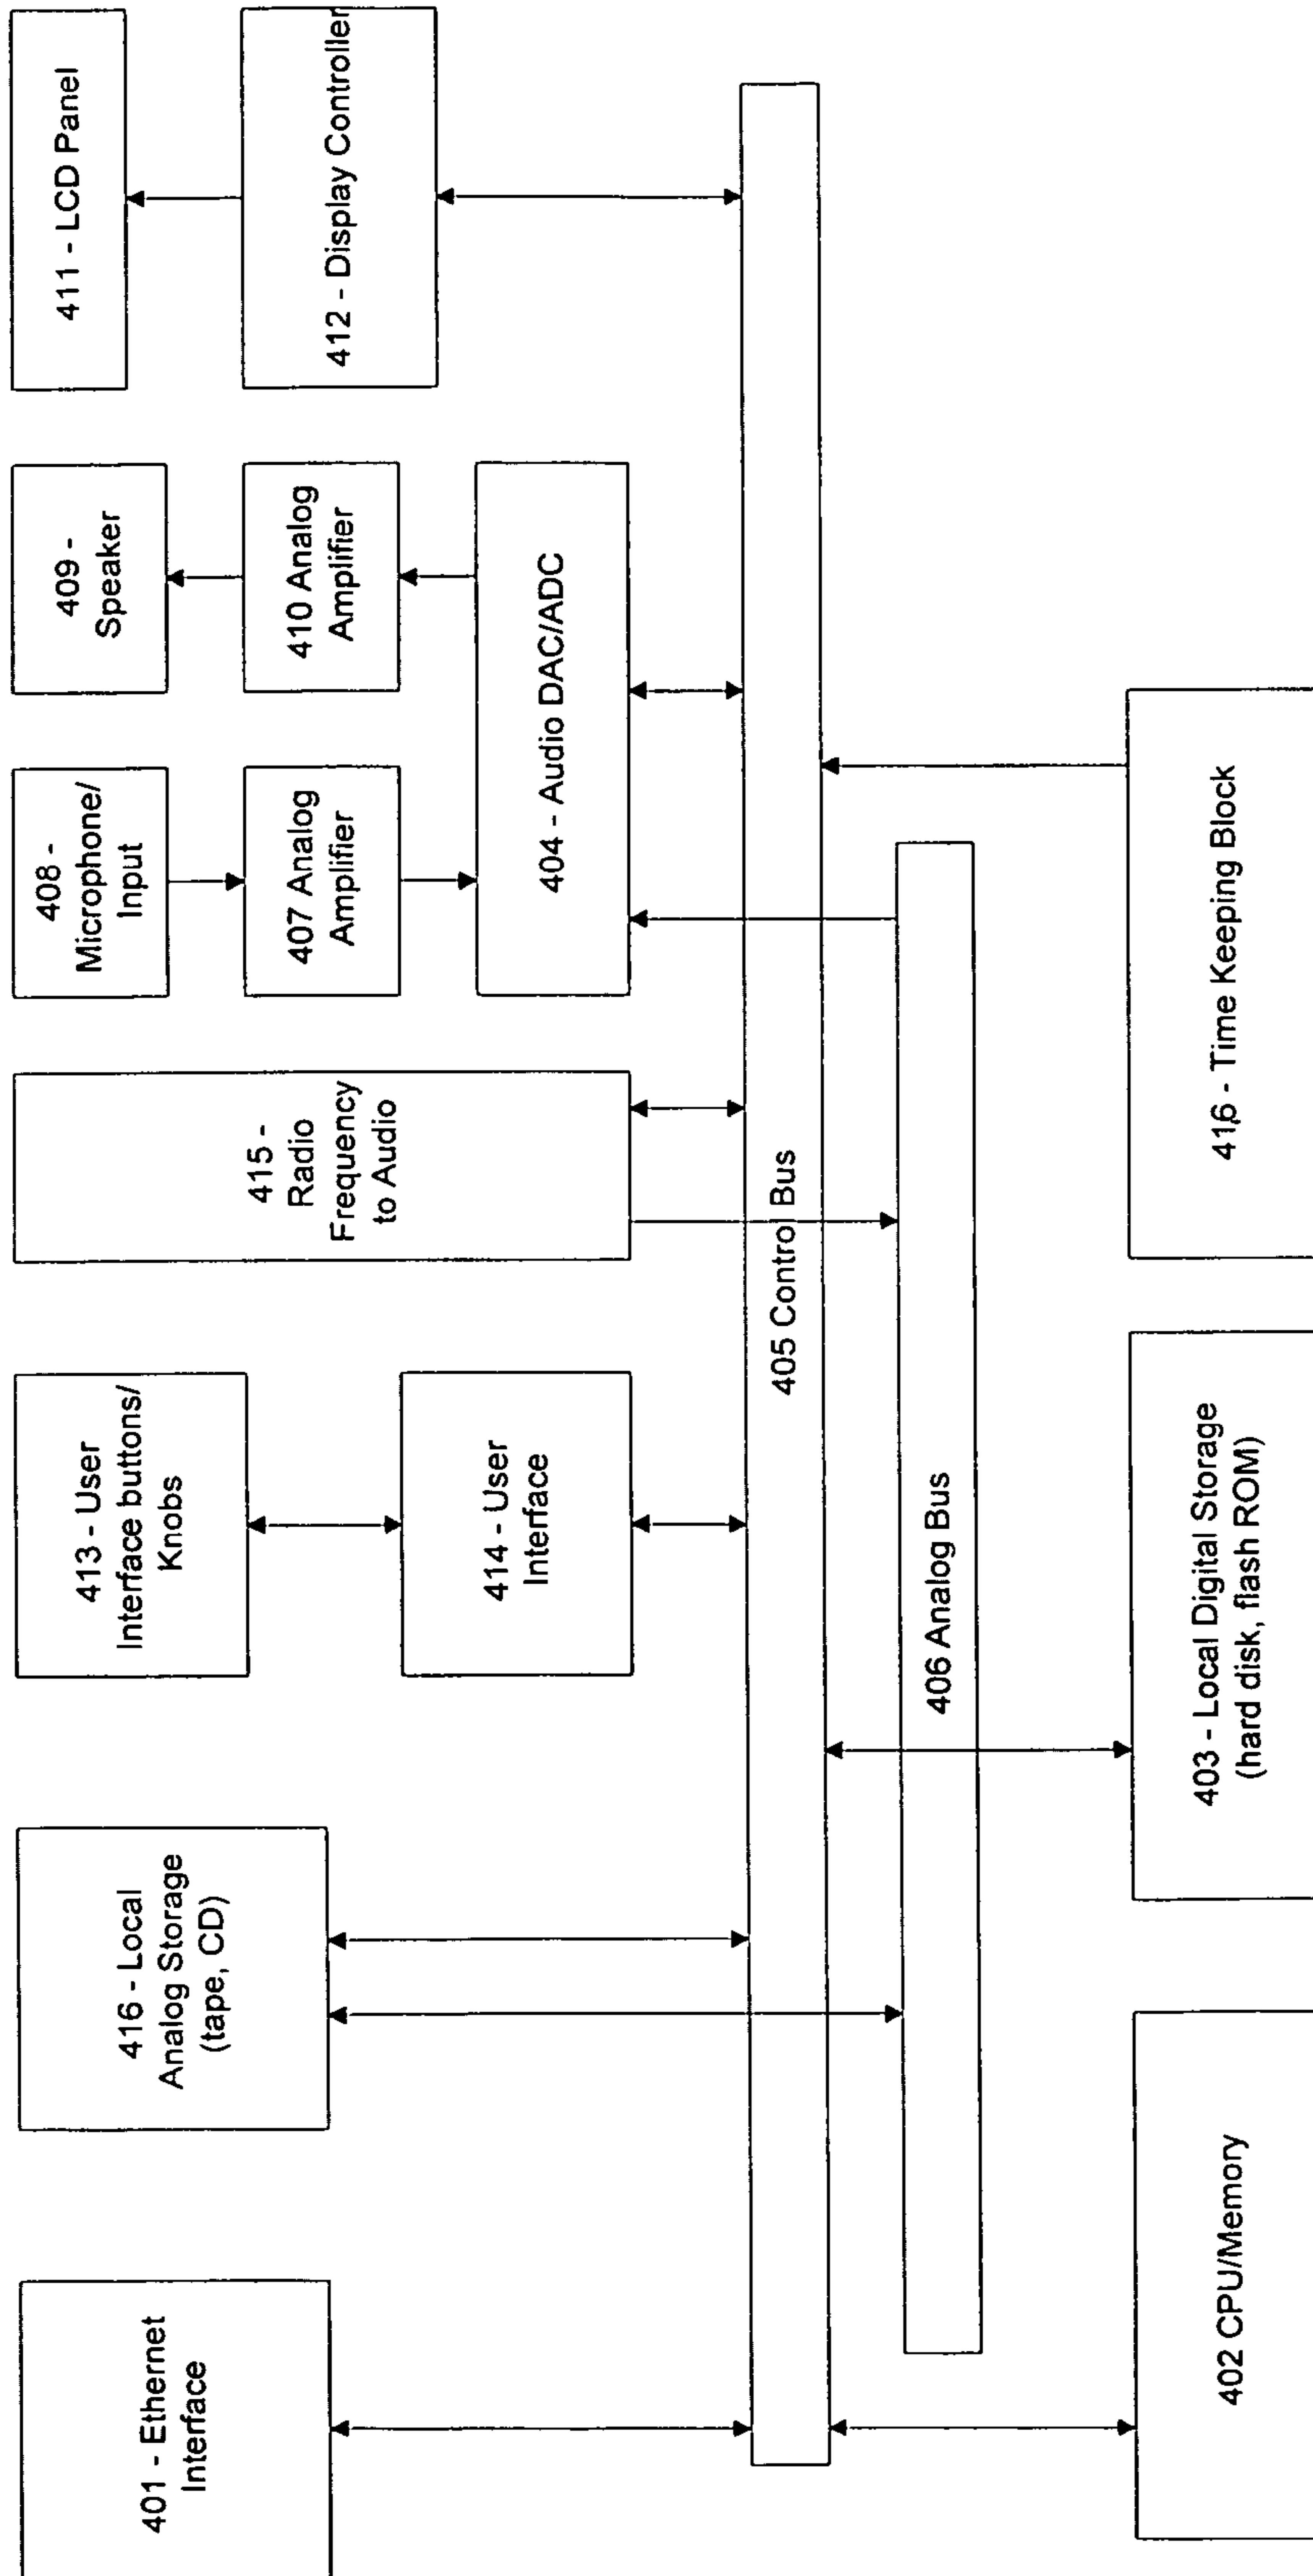 401 - Ethernet
Interface
416 - Local
Analog Storage
(tape, CD)
413 - User
Interface buttons/
Knobs
414 - User
Interface
415 -
Radio
Frequency
to Audio
408 -
Microphone/
Input
407 Analog
Amplifier
409 -
Speaker
410 Analog
Amplifier
404 - Audio DAC/ADC
411 - LCD Panel
412 - Display Controller
405 Control Bus
406 Analog Bus
402 CPU/Memory
403 - Local Digital Storage
(hard disk, flash ROM)
416 - Time Keeping Block